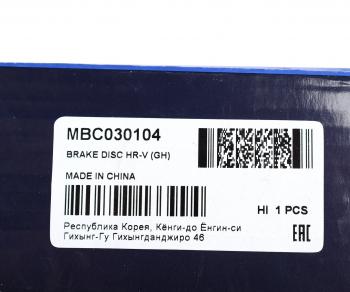 MBC030104
BRAKE DISC HR-V (GH)
MADE IN CHINA
HI 1 PCS
Республика Корея, Кёнги-до Ёнгин-си
Гихынг-Гу Гихынгданджиро 46
EAC